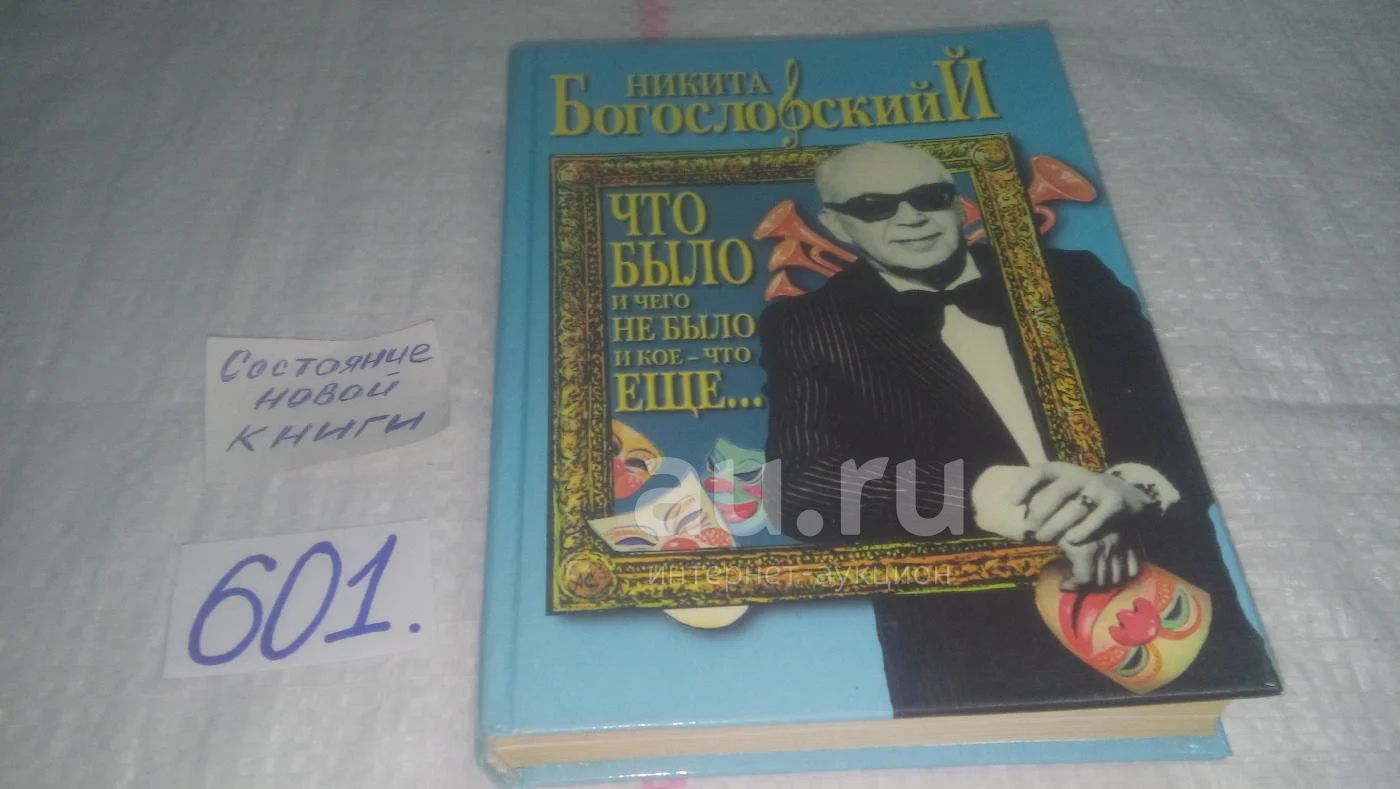 НИКИТА
БогословскиЙ
ЧТО
БЫЛО
И ЧЕГО
НЕ БЫЛО
И КОЕ-ЧТО
ЕЩЕ...
Состояние
новой
книги
601.
au.ru
интернет аукцион